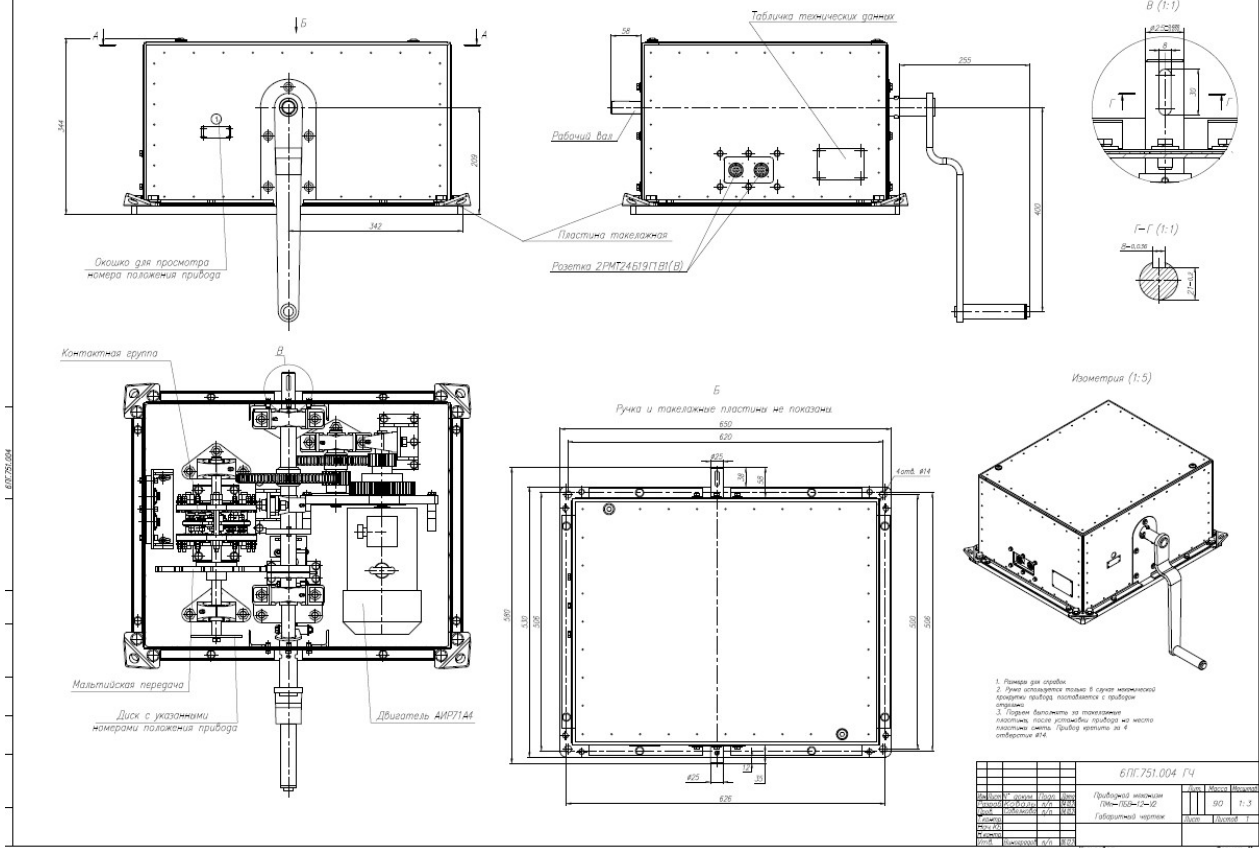 А
Б
А
344
209
342
Окошко для просмотра
номера положения привода
58
Табличка технических данных
255
Рабочий вал
400
Пластина такелажная
Розетка 2РМТ24Б19Г1В1(В)
В (1:1)
8
30
Г
Г
Г-Г (1:1)
Контактная группа
В
Мальтийская передача
Диск с указанными
номерами положения привода
Двигатель АИР71А4
Б
Ручка и такелажные пластины не показаны.
650
620
ø25
38
58
4 отв. ø14
580
530
506
500
506
ø25
12
35
626
Изометрия (1:5)
1. Размеры для справок.
2. Ручка используется только в случае механической
прокрутки привода, поставляется с приводом
отдельно
3. Подъем выполнять за такелажные
пластины, после установки привода на место
пластины снять. Привод крепить за 4
отверстия ø14.
6ПГ.751.004
6ПГ.751.004 ГЧ
Приводной механизм
Габаритный чертеж
Лит. Масса Масштаб
90 1:3
Лист Листов 1